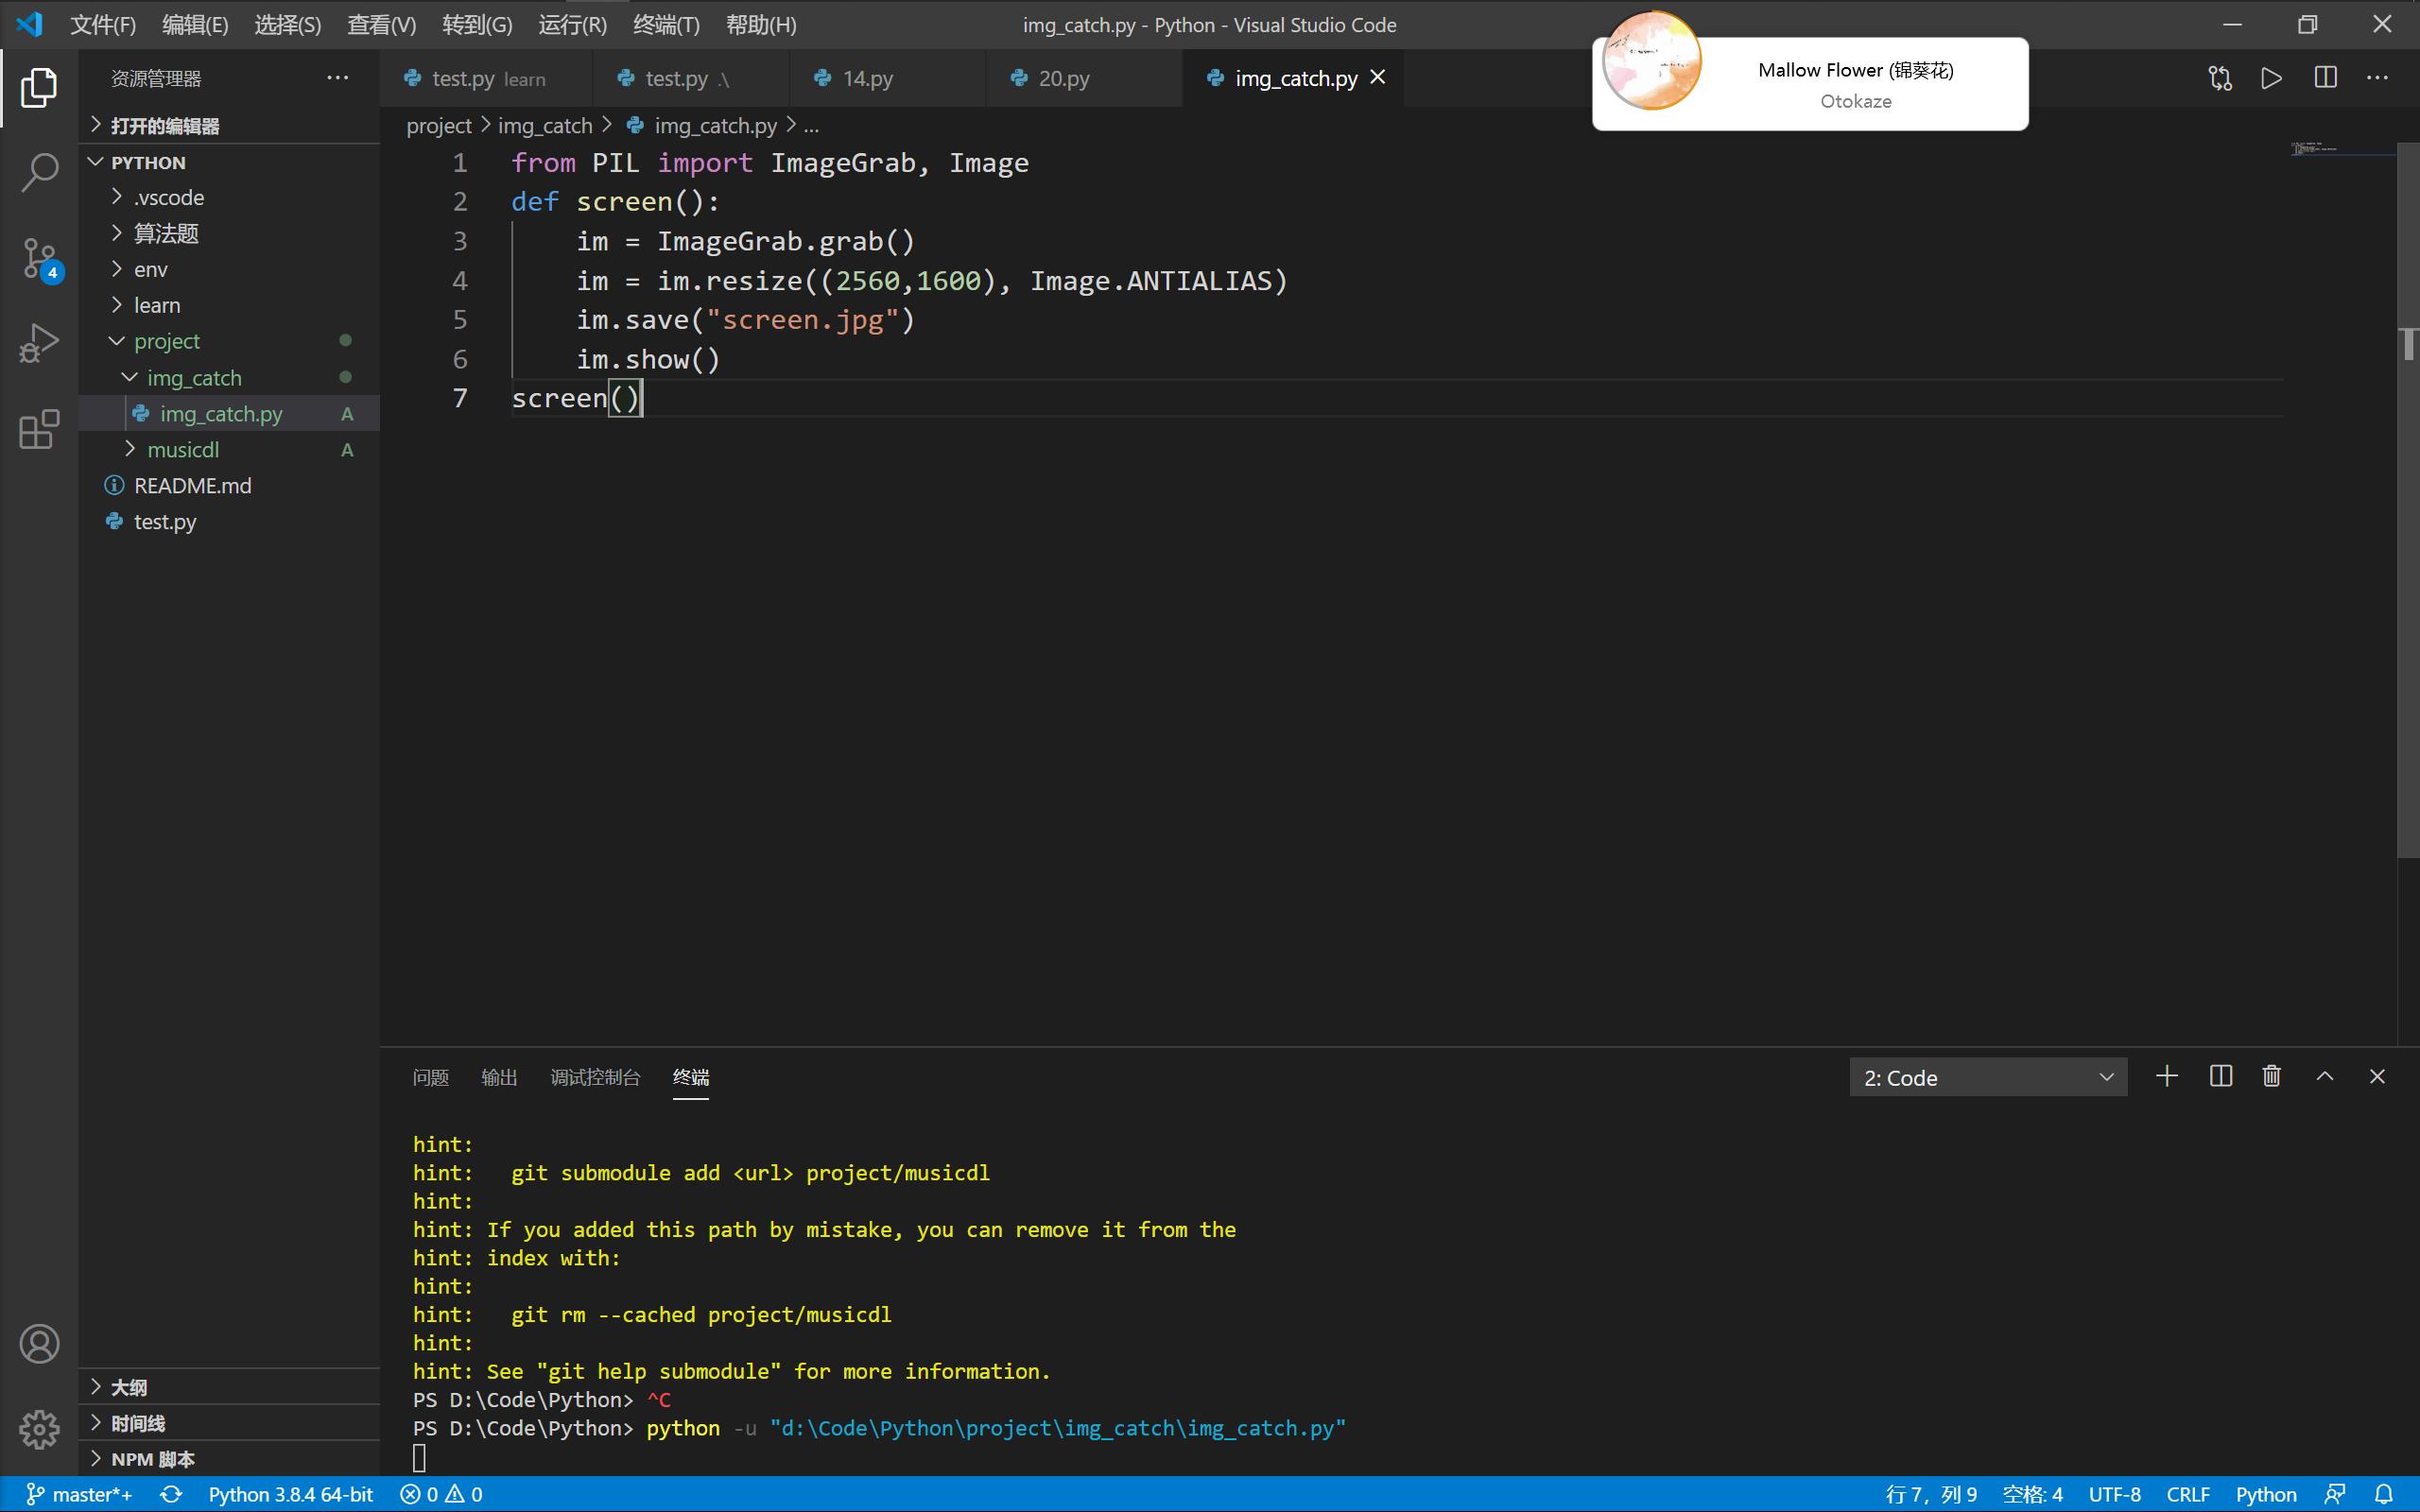 文件(F) 编辑(E) 选择(S) 查看(V) 转到(G) 运行(R) 终端(T) 帮助(H)
img_catch.py - Python - Visual Studio Code
Mallow Flower (锦葵花)
Otokaze
资源管理器
打开的编辑器
PYTHON
.vscode
算法题
env
learn
project
img_catch
img_catch.py A
musicdl A
README.md
test.py
大纲
时间线
NPM 脚本
4
test.py learn
test.py .\
14.py
20.py
img_catch.py
project > img_catch > img_catch.py > ...
1 from PIL import ImageGrab, Image
2 def screen():
3 im = ImageGrab.grab()
4 im = im.resize((2560,1600), Image.ANTIALIAS)
5 im.save("screen.jpg")
6 im.show()
7 screen()
问题 输出 调试控制台 终端
2: Code
hint:
hint: git submodule add <url> project/musicdl
hint:
hint: If you added this path by mistake, you can remove it from the
hint: index with:
hint:
hint: git rm --cached project/musicdl
hint:
hint: See "git help submodule" for more information.
PS D:\Code\Python> ^C
PS D:\Code\Python> python -u "d:\Code\Python\project\img_catch\img_catch.py"
master*+ Python 3.8.4 64-bit 0 0
行 7，列 9 空格: 4 UTF-8 CRLF Python